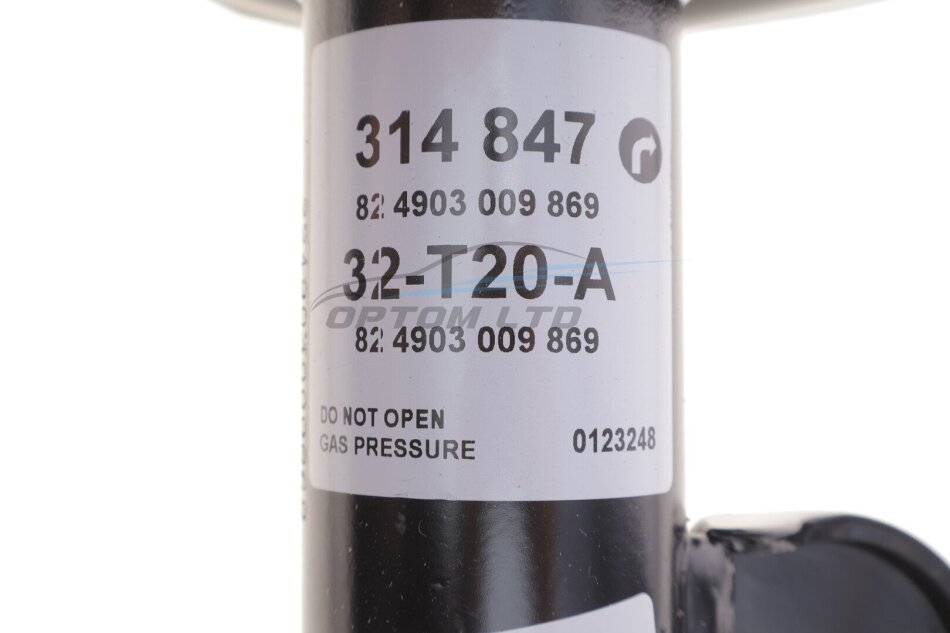 314 847
82 4903 009 869
32-T20-A
OPTOM LTD
82 4903 009 869
DO NOT OPEN
GAS PRESSURE
0123248